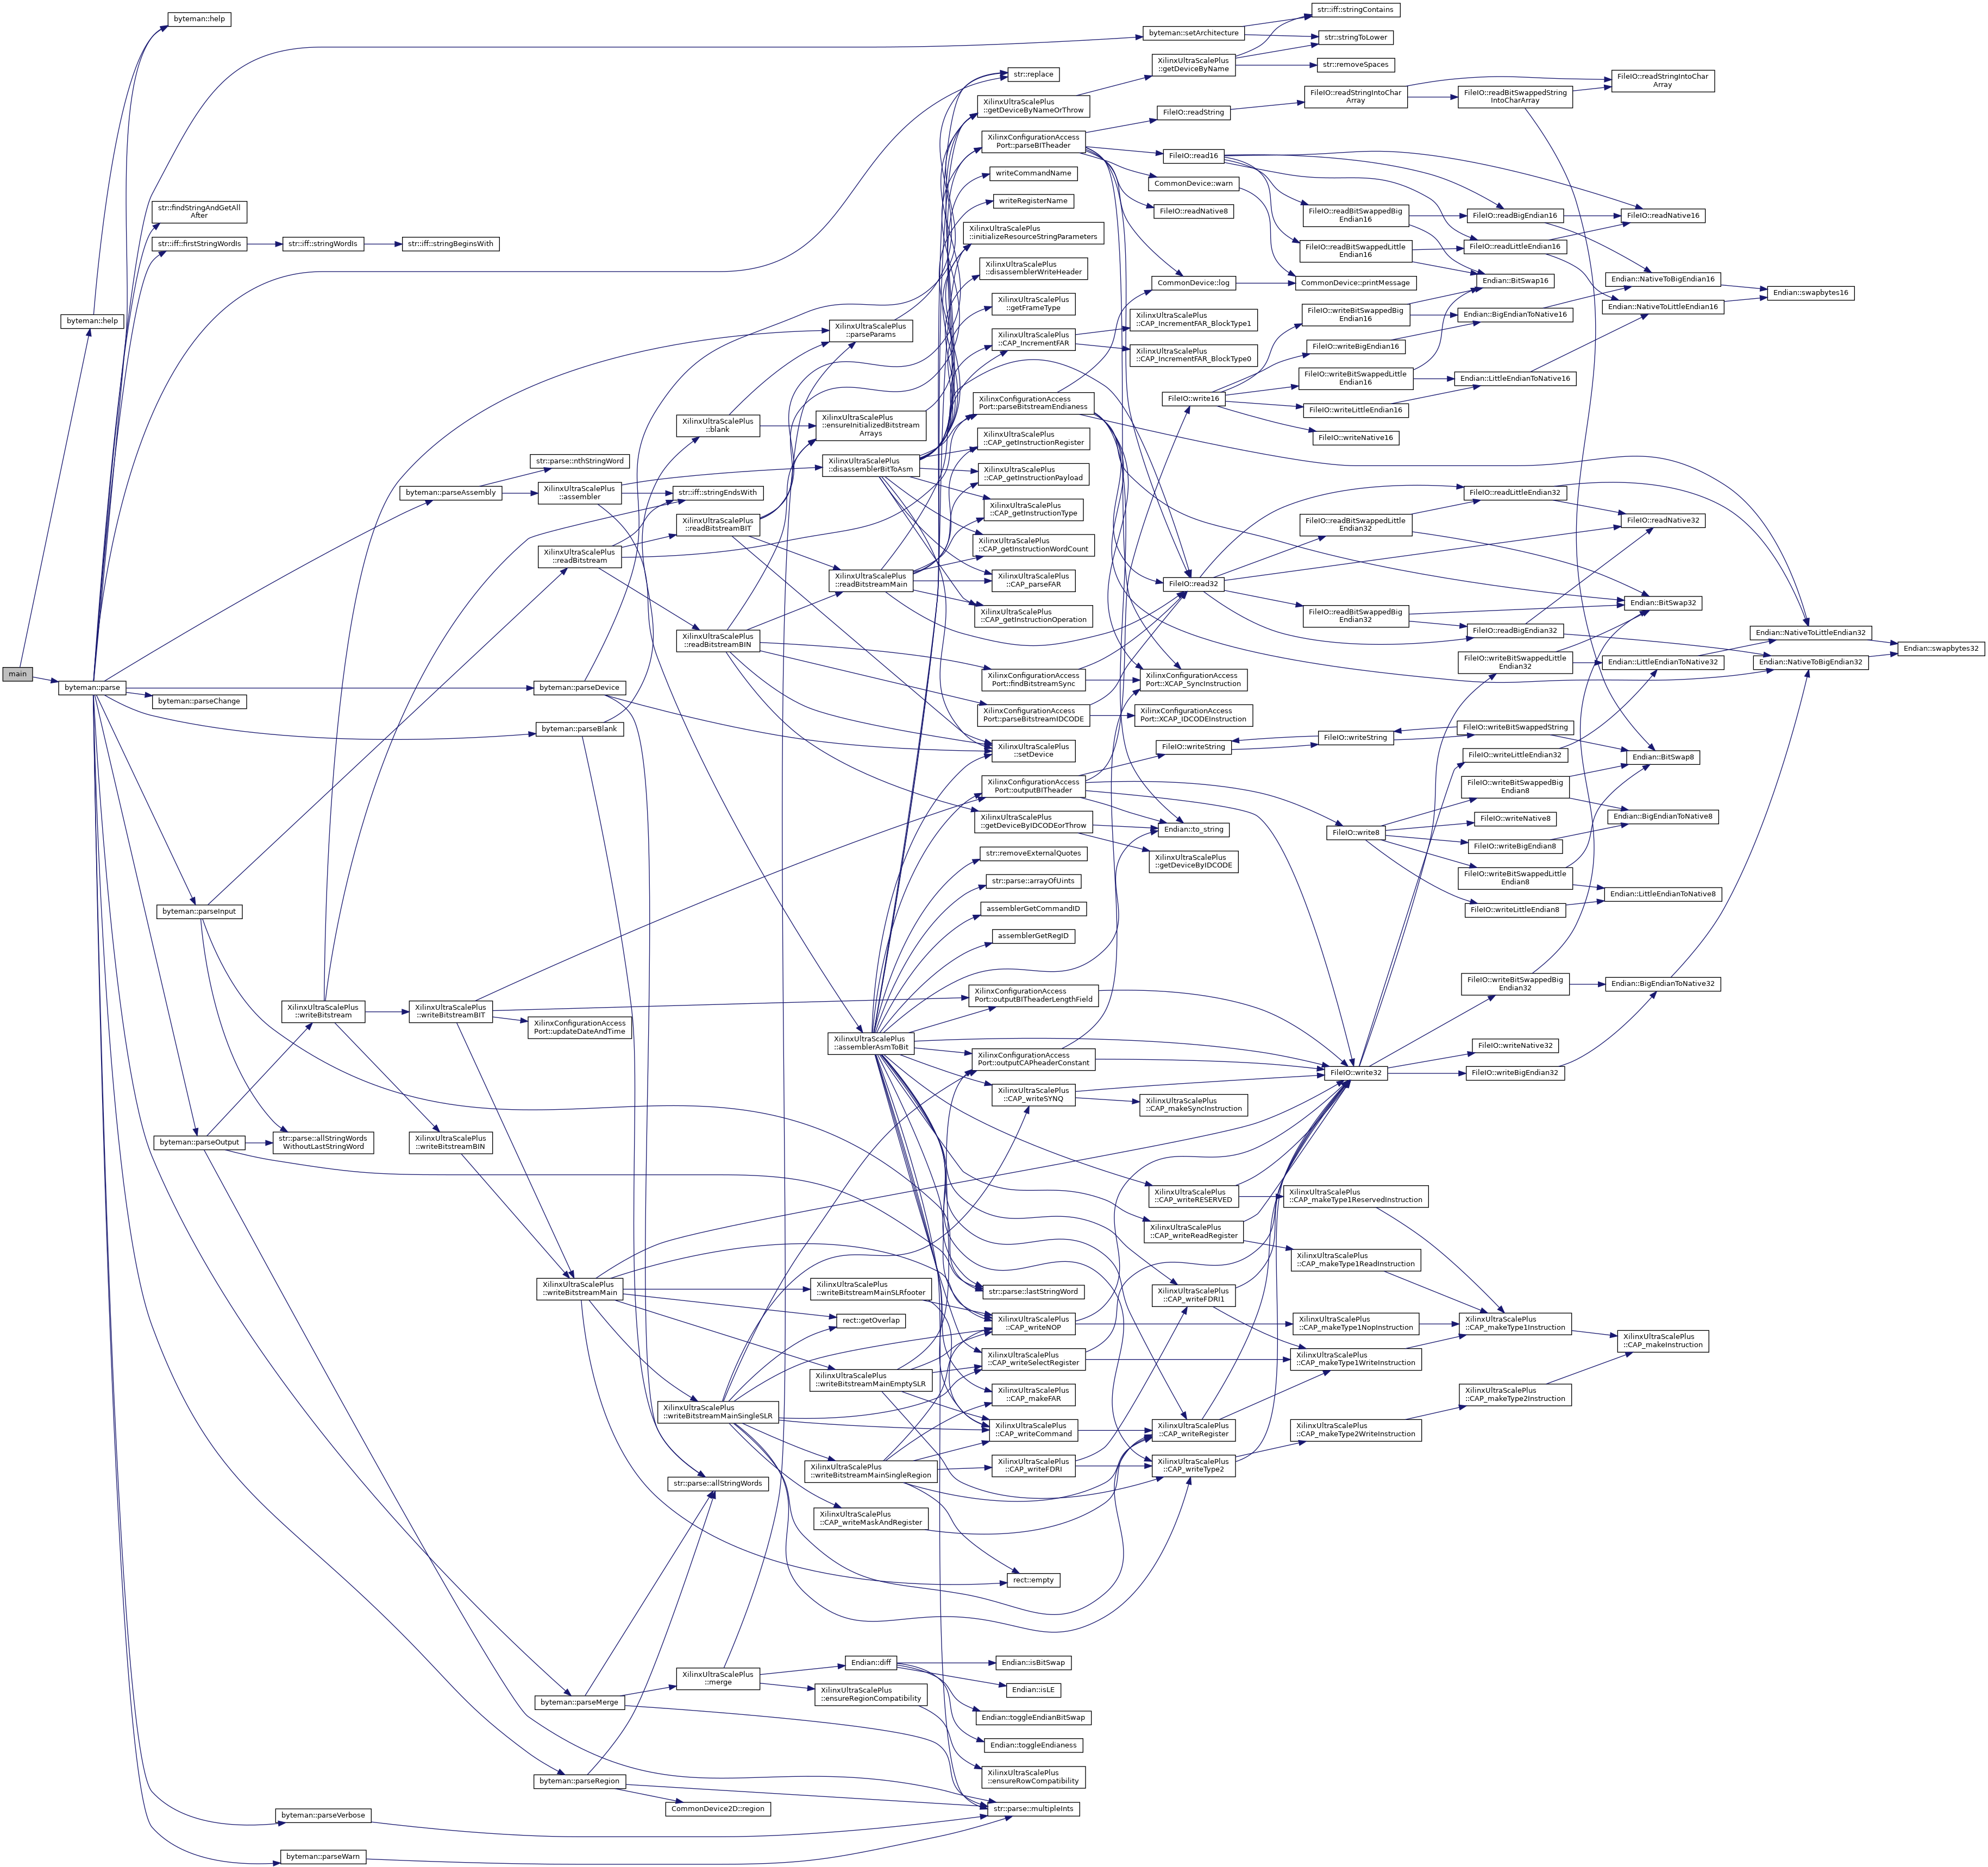 main
byteman::help
byteman::parse
byteman::help
str::findStringAndGetAll
After
str::iff::firstStringWordIs
str::iff::stringWordIs
str::iff::stringBeginsWith
byteman::parseAssembly
byteman::parseChange
byteman::parseInput
byteman::parseOutput
byteman::parseVerbose
byteman::parseWarn
XilinxUltraScalePlus
::writeBitstream
str::parse::allStringWords
WithoutLastStringWord
XilinxUltraScalePlus
::writeBitstreamBIT
XilinxUltraScalePlus
::writeBitstreamBIN
str::parse::nthStringWord
XilinxUltraScalePlus
::assembler
XilinxUltraScalePlus
::readBitstream
byteman::parseDevice
byteman::parseBlank
XilinxConfigurationAccess
Port::updateDateAndTime
XilinxUltraScalePlus
::writeBitstreamMain
byteman::parseMerge
byteman::parseRegion
XilinxUltraScalePlus
::blank
str::iff::stringEndsWith
XilinxUltraScalePlus
::readBitstreamBIT
XilinxUltraScalePlus
::readBitstreamBIN
XilinxUltraScalePlus
::writeBitstreamMainSingleSLR
str::parse::allStringWords
XilinxUltraScalePlus
::merge
CommonDevice2D::region
XilinxUltraScalePlus
::parseParams
XilinxUltraScalePlus
::ensureInitializedBitstream
Arrays
XilinxUltraScalePlus
::disassemblerBitToAsm
XilinxUltraScalePlus
::readBitstreamMain
XilinxUltraScalePlus
::assemblerAsmToBit
XilinxUltraScalePlus
::writeBitstreamMainSLRfooter
rect::getOverlap
XilinxUltraScalePlus
::writeBitstreamMainEmptySLR
XilinxUltraScalePlus
::writeBitstreamMainSingleRegion
XilinxUltraScalePlus
::CAP_writeMaskAndRegister
Endian::diff
XilinxUltraScalePlus
::ensureRegionCompatibility
str::replace
XilinxUltraScalePlus
::getDeviceByNameOrThrow
XilinxConfigurationAccess
Port::parseBITheader
writeCommandName
writeRegisterName
XilinxUltraScalePlus
::initializeResourceStringParameters
XilinxUltraScalePlus
::disassemblerWriteHeader
XilinxUltraScalePlus
::getFrameType
XilinxUltraScalePlus
::CAP_IncrementFAR
XilinxConfigurationAccess
Port::parseBitstreamEndianess
XilinxUltraScalePlus
::CAP_getInstructionRegister
XilinxUltraScalePlus
::CAP_getInstructionPayload
XilinxUltraScalePlus
::CAP_getInstructionType
XilinxUltraScalePlus
::CAP_getInstructionWordCount
XilinxUltraScalePlus
::CAP_parseFAR
XilinxUltraScalePlus
::CAP_getInstructionOperation
XilinxConfigurationAccess
Port::findBitstreamSync
XilinxConfigurationAccess
Port::parseBitstreamIDCODE
XilinxUltraScalePlus
::setDevice
XilinxConfigurationAccess
Port::outputBITheader
XilinxUltraScalePlus
::getDeviceByIDCODEorThrow
str::removeExternalQuotes
str::parse::arrayOfUints
assemblerGetCommandID
assemblerGetRegID
XilinxConfigurationAccess
Port::outputBITheaderLengthField
XilinxConfigurationAccess
Port::outputCAPheaderConstant
XilinxUltraScalePlus
::CAP_writeSYNQ
str::parse::lastStringWord
XilinxUltraScalePlus
::CAP_writeNOP
XilinxUltraScalePlus
::CAP_writeSelectRegister
XilinxUltraScalePlus
::CAP_makeFAR
XilinxUltraScalePlus
::CAP_writeCommand
XilinxUltraScalePlus
::CAP_writeFDRI
rect::empty
Endian::isBitSwap
Endian::isLE
Endian::toggleEndianBitSwap
Endian::toggleEndianess
XilinxUltraScalePlus
::ensureRowCompatibility
str::parse::multipleInts
byteman::setArchitecture
XilinxUltraScalePlus
::getDeviceByName
FileIO::readString
FileIO::read16
CommonDevice::warn
FileIO::readNative8
CommonDevice::log
XilinxUltraScalePlus
::CAP_IncrementFAR_BlockType1
XilinxUltraScalePlus
::CAP_IncrementFAR_BlockType0
FileIO::write16
FileIO::read32
XilinxConfigurationAccess
Port::XCAP_SyncInstruction
XilinxConfigurationAccess
Port::XCAP_IDCODEInstruction
FileIO::writeString
Endian::to_string
XilinxUltraScalePlus
::getDeviceByIDCODE
XilinxUltraScalePlus
::CAP_makeSyncInstruction
XilinxUltraScalePlus
::CAP_writeRESERVED
XilinxUltraScalePlus
::CAP_writeReadRegister
XilinxUltraScalePlus
::CAP_writeFDRI1
XilinxUltraScalePlus
::CAP_writeRegister
XilinxUltraScalePlus
::CAP_writeType2
str::iff::stringContains
str::stringToLower
str::removeSpaces
FileIO::readStringIntoChar
Array
FileIO::readBitSwappedBig
Endian16
FileIO::readBitSwappedLittle
Endian16
CommonDevice::printMessage
FileIO::writeBitSwappedBig
Endian16
FileIO::writeBigEndian16
FileIO::writeBitSwappedLittle
Endian16
FileIO::writeLittleEndian16
FileIO::writeNative16
FileIO::readBitSwappedLittle
Endian32
FileIO::readBitSwappedBig
Endian32
FileIO::writeString
FileIO::write8
FileIO::write32
XilinxUltraScalePlus
::CAP_makeType1ReservedInstruction
XilinxUltraScalePlus
::CAP_makeType1ReadInstruction
XilinxUltraScalePlus
::CAP_makeType1NopInstruction
XilinxUltraScalePlus
::CAP_makeType1WriteInstruction
XilinxUltraScalePlus
::CAP_makeType2WriteInstruction
FileIO::readBitSwappedString
IntoCharArray
FileIO::readBigEndian16
FileIO::readLittleEndian16
Endian::BitSwap16
Endian::BigEndianToNative16
Endian::LittleEndianToNative16
FileIO::readLittleEndian32
FileIO::readBigEndian32
FileIO::writeBitSwappedLittle
Endian32
FileIO::writeBitSwappedString
FileIO::writeLittleEndian32
FileIO::writeBitSwappedBig
Endian8
FileIO::writeNative8
FileIO::writeBigEndian8
FileIO::writeBitSwappedLittle
Endian8
FileIO::writeLittleEndian8
FileIO::writeBitSwappedBig
Endian32
FileIO::writeNative32
FileIO::writeBigEndian32
XilinxUltraScalePlus
::CAP_makeType1Instruction
XilinxUltraScalePlus
::CAP_makeType2Instruction
FileIO::readStringIntoChar
Array
FileIO::readNative16
Endian::NativeToBigEndian16
Endian::NativeToLittleEndian16
FileIO::readNative32
Endian::BitSwap32
Endian::LittleEndianToNative32
Endian::BitSwap8
Endian::BigEndianToNative8
Endian::LittleEndianToNative8
Endian::BigEndianToNative32
XilinxUltraScalePlus
::CAP_makeInstruction
Endian::swapbytes16
Endian::NativeToLittleEndian32
Endian::NativeToBigEndian32
Endian::swapbytes32